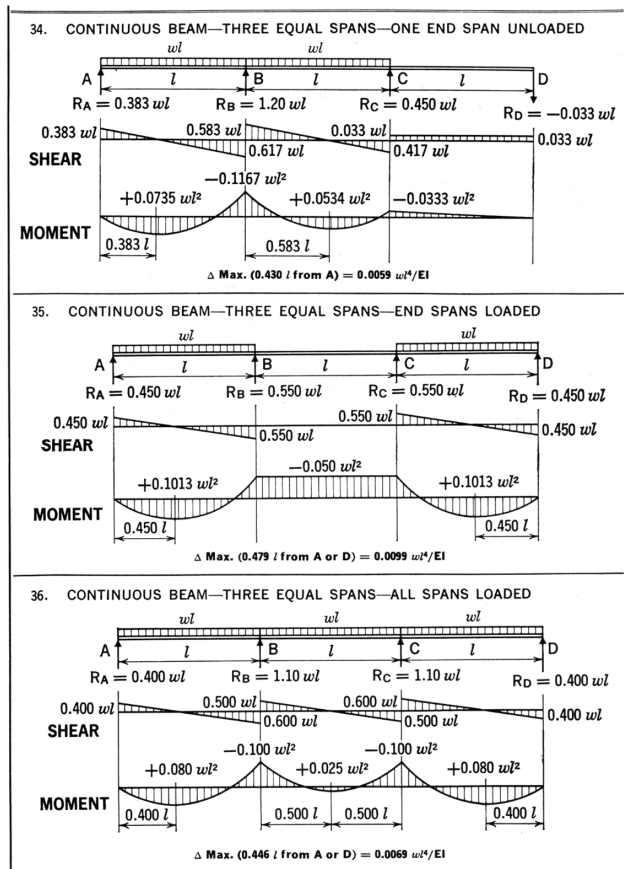 34. CONTINUOUS BEAM—THREE EQUAL SPANS—ONE END SPAN UNLOADED
wl wl
A B C D
l l l
RA = 0.383 wl RB = 1.20 wl RC = 0.450 wl RD = −0.033 wl
0.383 wl 0.583 wl 0.033 wl 0.033 wl
SHEAR 0.617 wl 0.417 wl
−0.1167 wl²
+0.0735 wl² +0.0534 wl² −0.0333 wl²
MOMENT
0.383 l 0.583 l
Δ Max. (0.430 l from A) = 0.0059 wl⁴/EI
35. CONTINUOUS BEAM—THREE EQUAL SPANS—END SPANS LOADED
wl wl
A B C D
l l l
RA = 0.450 wl RB = 0.550 wl RC = 0.550 wl RD = 0.450 wl
0.450 wl 0.550 wl
SHEAR 0.550 wl 0.450 wl
−0.050 wl²
+0.1013 wl² +0.1013 wl²
MOMENT
0.450 l 0.450 l
Δ Max. (0.479 l from A or D) = 0.0099 wl⁴/EI
36. CONTINUOUS BEAM—THREE EQUAL SPANS—ALL SPANS LOADED
wl wl wl
A B C D
l l l
RA = 0.400 wl RB = 1.10 wl RC = 1.10 wl RD = 0.400 wl
0.400 wl 0.500 wl 0.600 wl
SHEAR 0.600 wl 0.500 wl 0.400 wl
−0.100 wl² −0.100 wl²
+0.080 wl² +0.025 wl² +0.080 wl²
MOMENT
0.400 l 0.500 l 0.500 l 0.400 l
Δ Max. (0.446 l from A or D) = 0.0069 wl⁴/EI